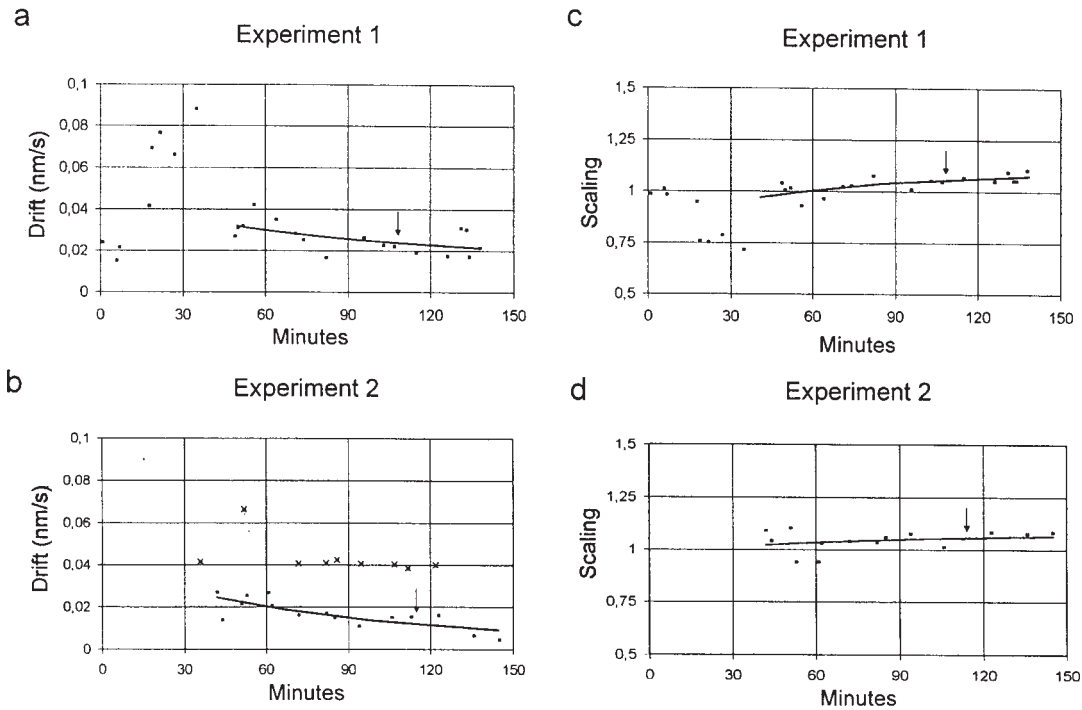 a
Experiment 1
Drift (nm/s)
0,1
0,08
0,06
0,04
0,02
0
0 30 60 90 120 150
Minutes
c
Experiment 1
Scaling
1,5
1,25
1
0,75
0,5
0 30 60 90 120 150
Minutes
b
Experiment 2
Drift (nm/s)
0,1
0,08
0,06
0,04
0,02
0
0 30 60 90 120 150
Minutes
d
Experiment 2
Scaling
1,5
1,25
1
0,75
0,5
0 30 60 90 120 150
Minutes